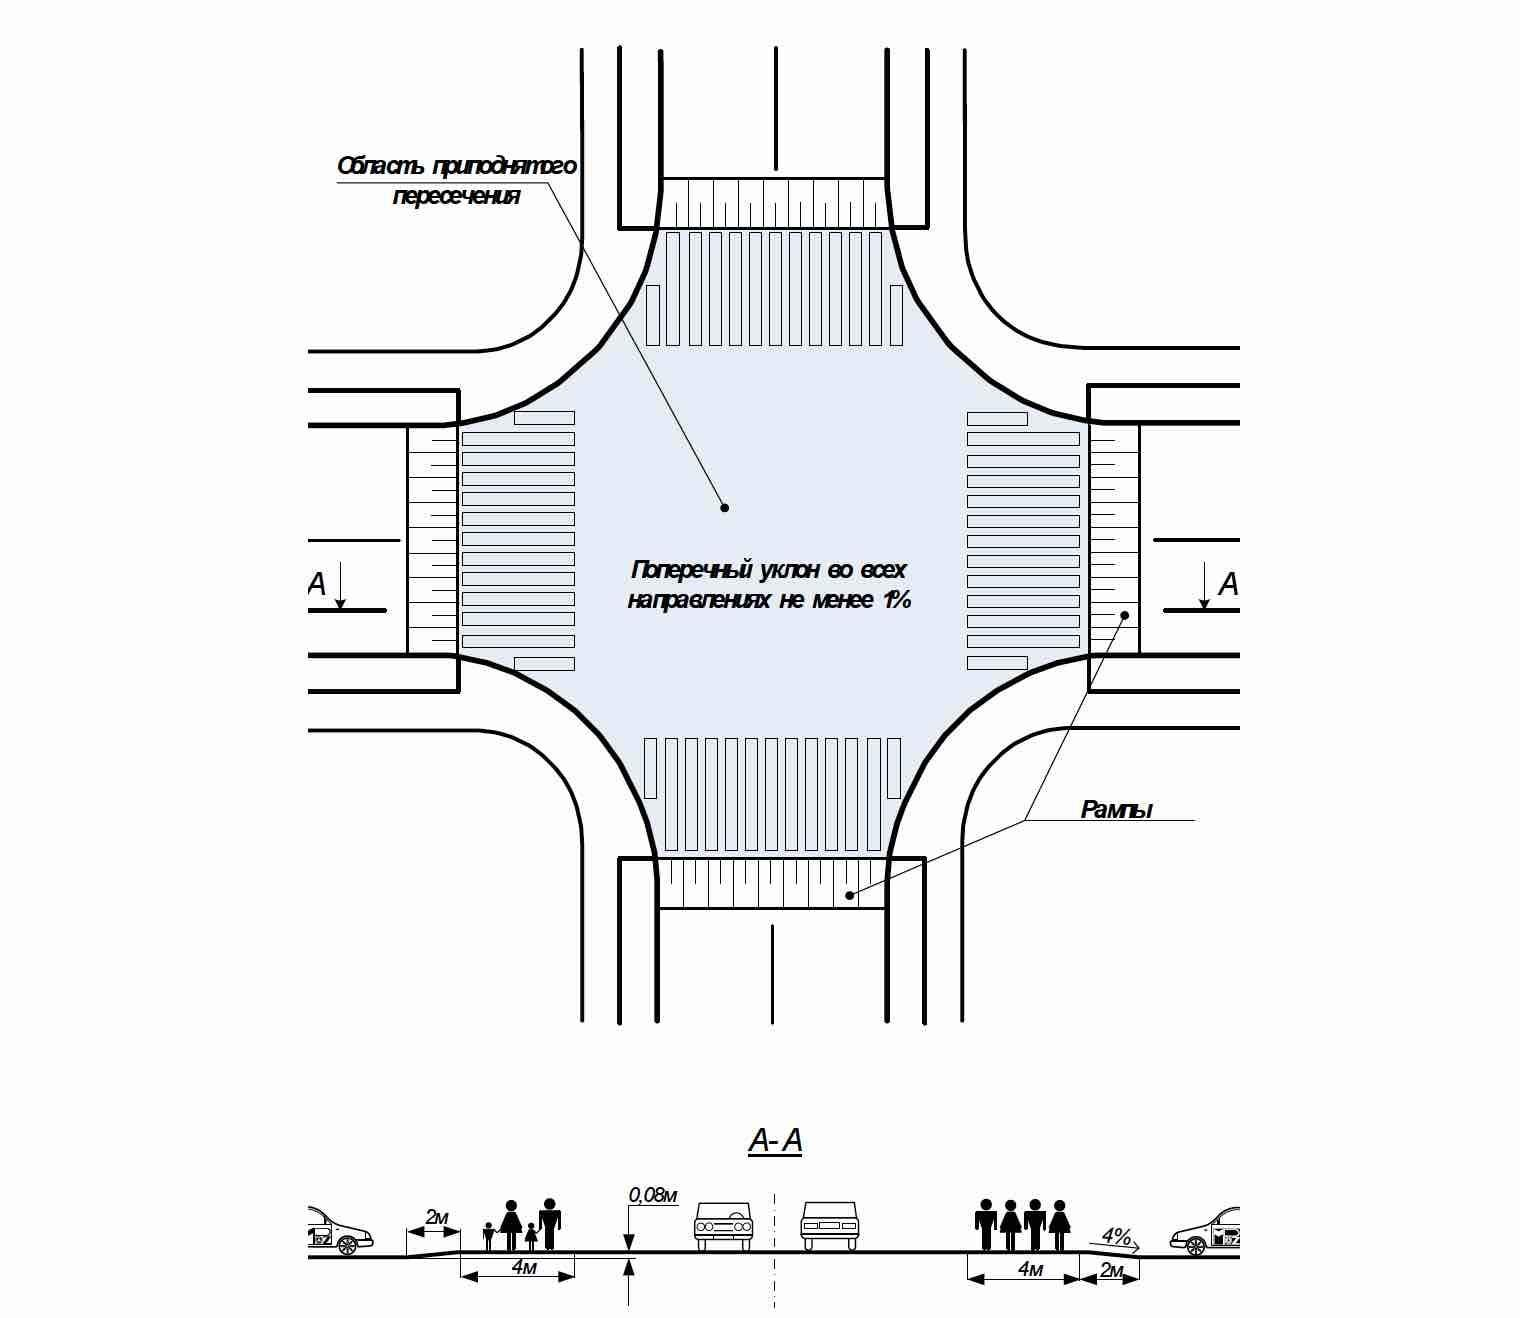 Область приподнятого
пересечения
Поперечный уклон во всех
направлениях не менее 1%
А
А
Рампы
А-А
2м
0,08м
4%
4м
4м
2м